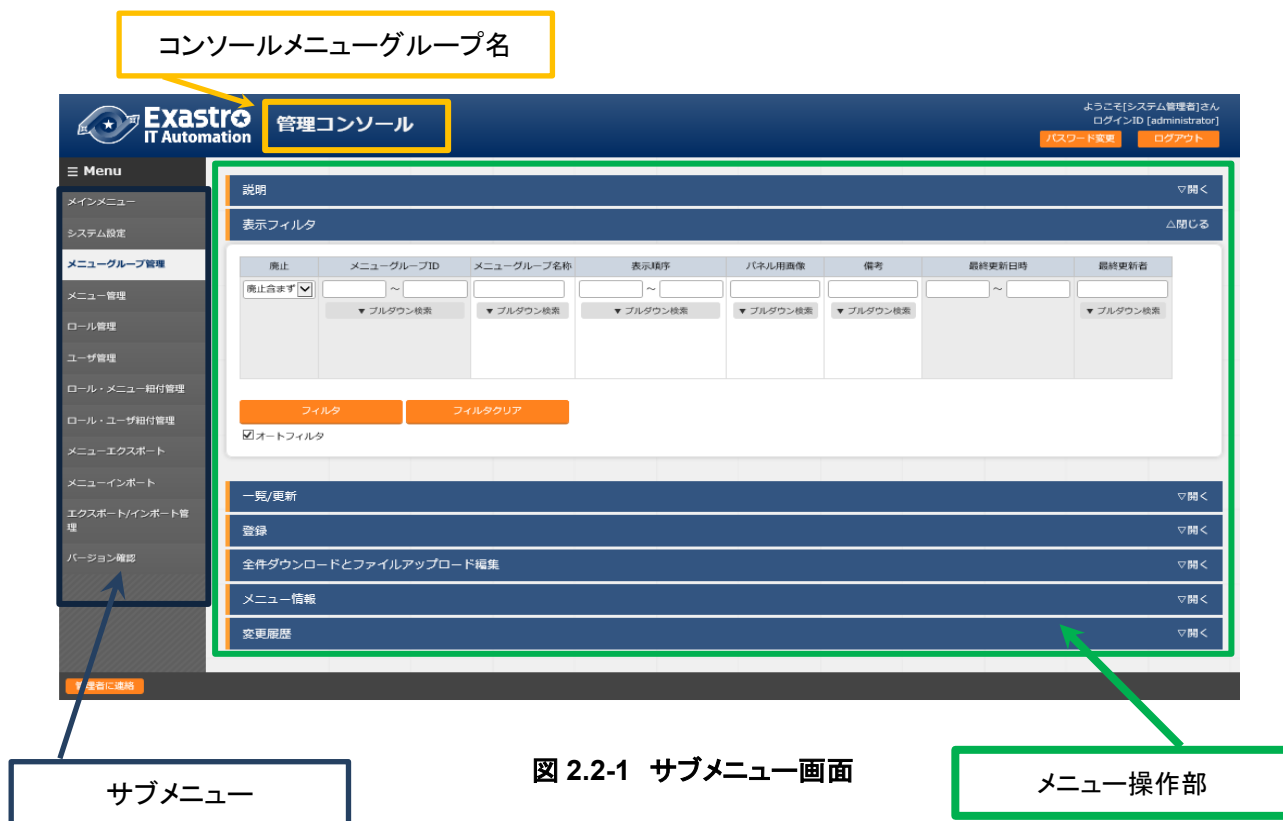 コンソールメニューグループ名
Exastro
IT Automation
管理コンソール
ようこそ[システム管理者]さん
ログインID [administrator]
パスワード変更 ログアウト
☰ Menu
メインメニュー
システム設定
メニューグループ管理
メニュー管理
ロール管理
ユーザ管理
ロール・メニュー紐付管理
ロール・ユーザ紐付管理
メニューエクスポート
メニューインポート
エクスポート/インポート管
理
バージョン確認
説明 ▽開く
表示フィルタ △閉じる
廃止 メニューグループID メニューグループ名称 表示順序 パネル用画像 備考 最終更新日時 最終更新者
廃止含まず ～ ～ ～
▼ プルダウン検索 ▼ プルダウン検索 ▼ プルダウン検索 ▼ プルダウン検索 ▼ プルダウン検索 ▼ プルダウン検索
フィルタ フィルタクリア
オートフィルタ
一覧/更新 ▽開く
登録 ▽開く
全件ダウンロードとファイルアップロード編集 ▽開く
メニュー情報 ▽開く
変更履歴 ▽開く
管理者に連絡
図 2.2-1 サブメニュー画面
サブメニュー
メニュー操作部